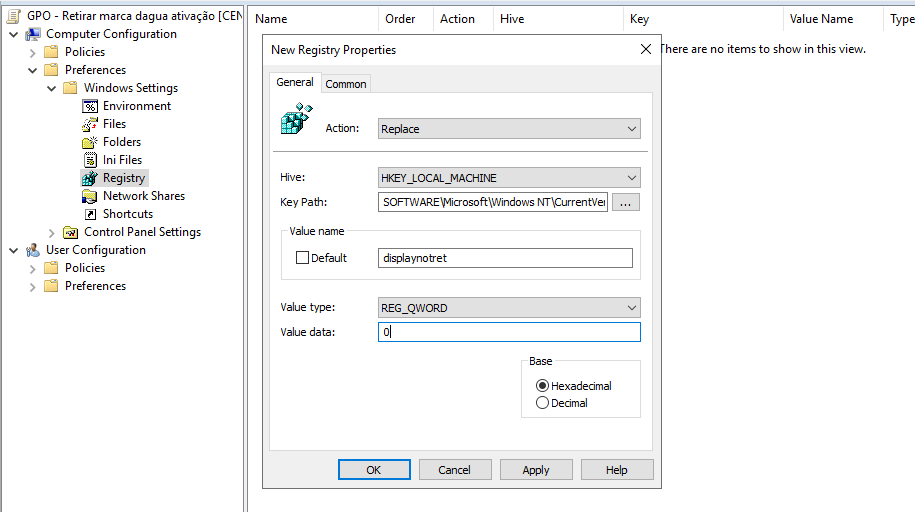 GPO - Retirar marca dagua ativação [CEN
Computer Configuration
Policies
Preferences
Windows Settings
Environment
Files
Folders
Ini Files
Registry
Network Shares
Shortcuts
Control Panel Settings
User Configuration
Policies
Preferences
Name Order Action Hive Key Value Name Type
There are no items to show in this view.
New Registry Properties
General Common
Action: Replace
Hive: HKEY_LOCAL_MACHINE
Key Path: SOFTWARE\Microsoft\Windows NT\CurrentVer ...
Value name
Default displaynotret
Value type: REG_QWORD
Value data: 0
Base
Hexadecimal
Decimal
OK Cancel Apply Help